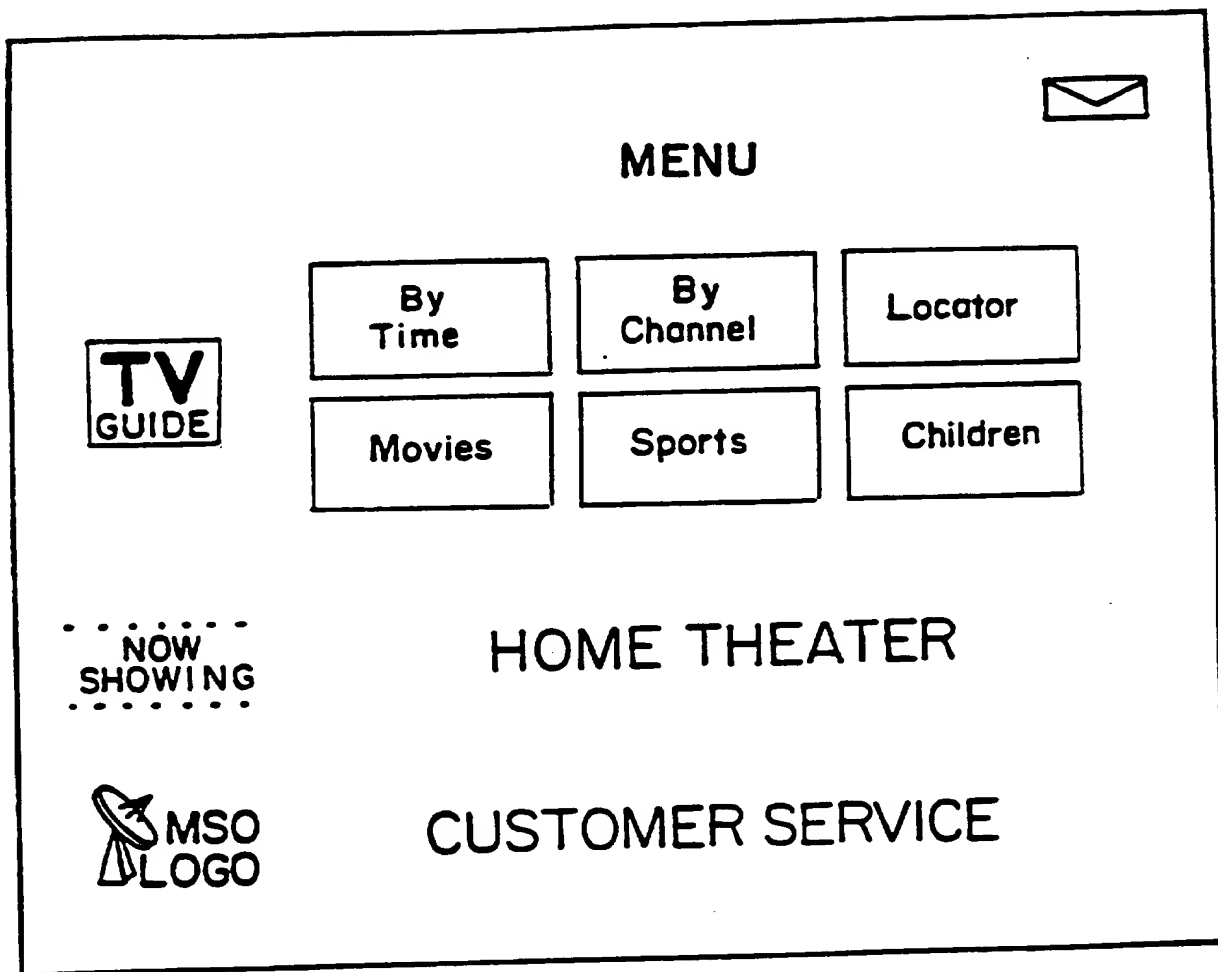 MENU
By
Time
By
Channel
Locator
TV
GUIDE
Movies
Sports
Children
NOW
SHOWING
HOME THEATER
MSO
LOGO
CUSTOMER SERVICE